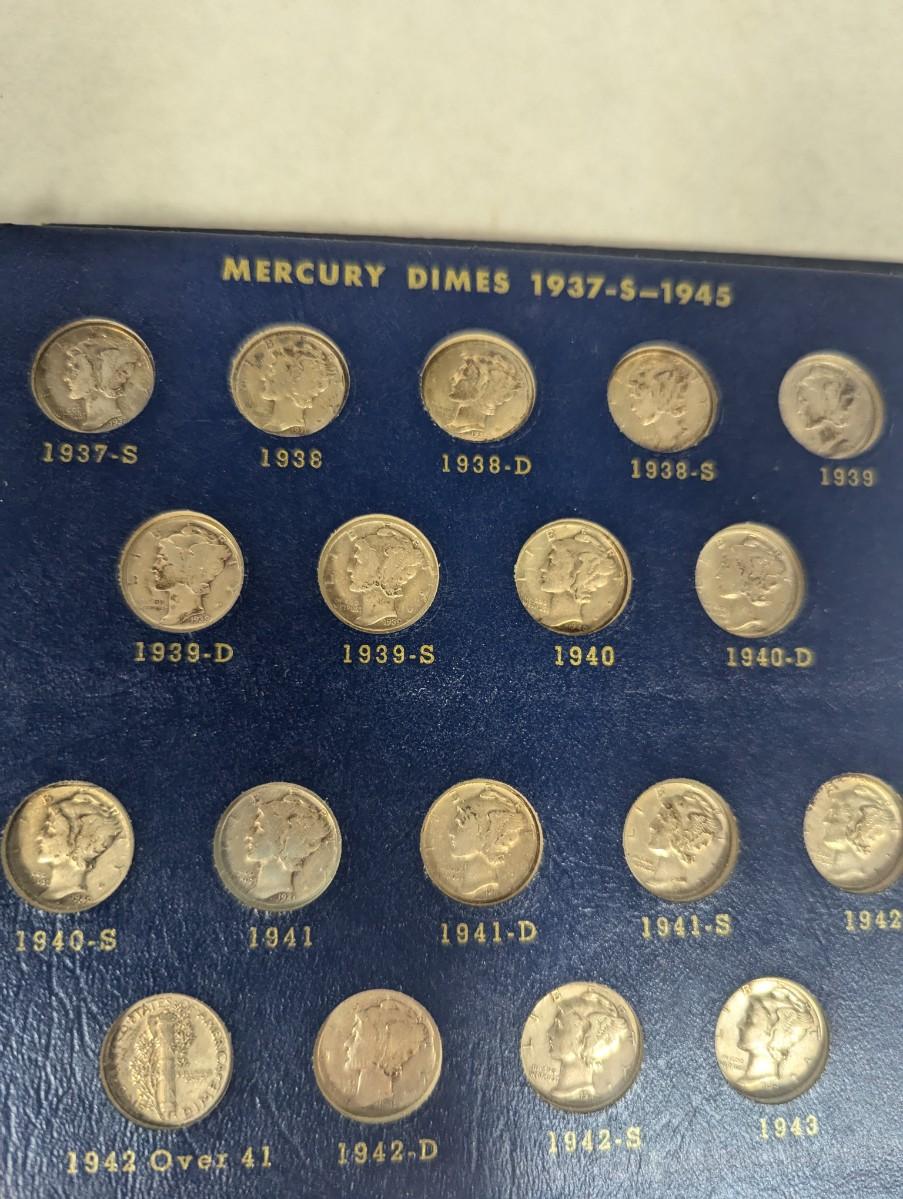 MERCURY DIMES 1937-S—1945
1937-S 1938 1938-D 1938-S 1939
1939-D 1939-S 1940 1940-D
1940-S 1941 1941-D 1941-S 1942
1942 Over 41 1942-D 1942-S 1943